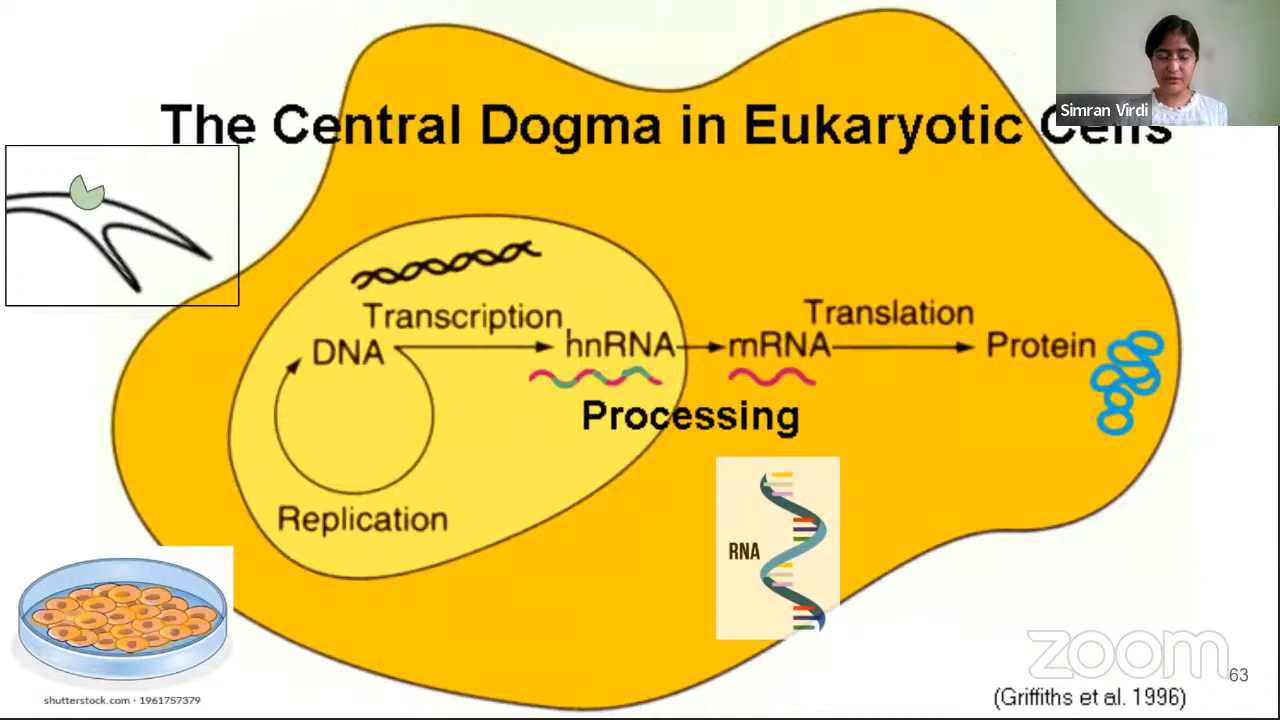 Simran Virdi
The Central Dogma in Eukaryotic Cells
Transcription
Translation
DNA
hnRNA
mRNA
Protein
Processing
Replication
RNA
zoom
63
shutterstock.com · 1961757379
(Griffiths et al. 1996)